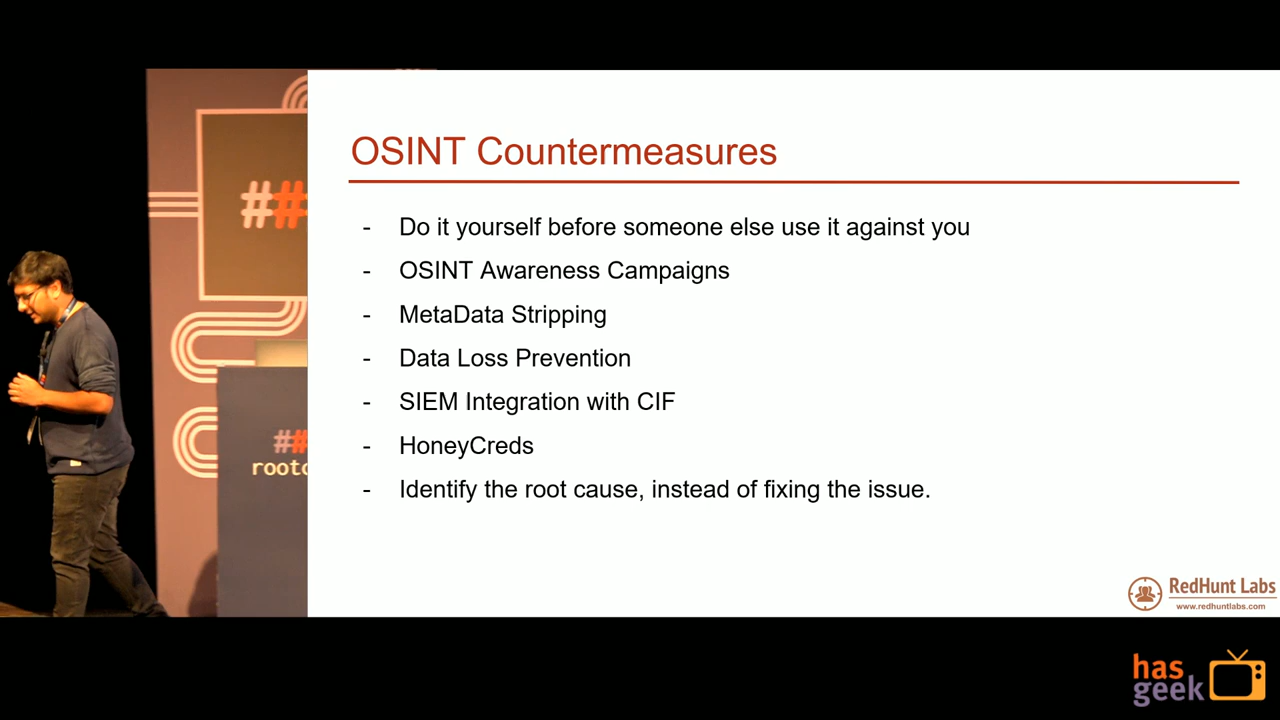 ##
OSINT Countermeasures
- Do it yourself before someone else use it against you
- OSINT Awareness Campaigns
- MetaData Stripping
- Data Loss Prevention
- SIEM Integration with CIF
- HoneyCreds
- Identify the root cause, instead of fixing the issue.
##
rootc
RedHunt Labs
www.redhuntlabs.com
has
geek